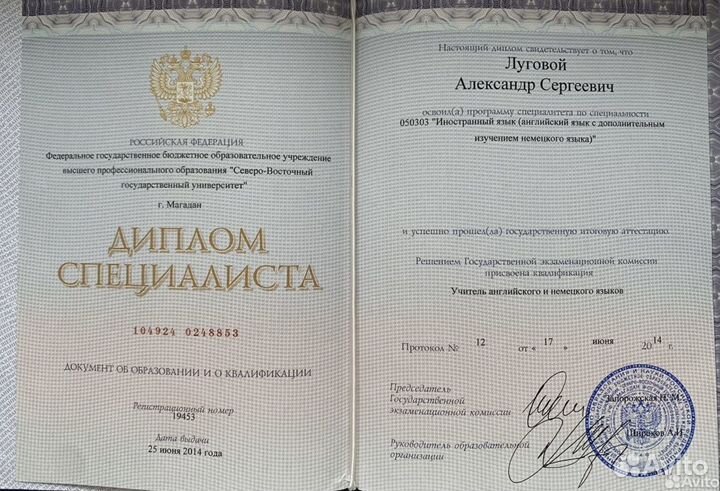 РОССИЙСКАЯ ФЕДЕРАЦИЯ
Федеральное государственное бюджетное образовательное учреждение
высшего профессионального образования "Северо-Восточный
государственный университет"
г. Магадан
ДИПЛОМ
СПЕЦИАЛИСТА
104924 0248853
ДОКУМЕНТ ОБ ОБРАЗОВАНИИ И О КВАЛИФИКАЦИИ
Регистрационный номер
19453
Дата выдачи
25 июня 2014 года
Настоящий диплом свидетельствует о том, что
Луговой
Александр Сергеевич
освоил(а) программу специалитета по специальности
050303 "Иностранный язык (английский язык с дополнительным
изучением немецкого языка)"
и успешно прошел(ла) государственную итоговую аттестацию.
Решением Государственной экзаменационной комиссии
присвоена квалификация
Учитель английского и немецкого языков
Протокол № 12 от « 17 » июня 2014 г.
Председатель
Государственной
экзаменационной комиссии
Запорожская Н.М.
Руководитель образовательной
организации
Широков А.И.
Avito
Avito